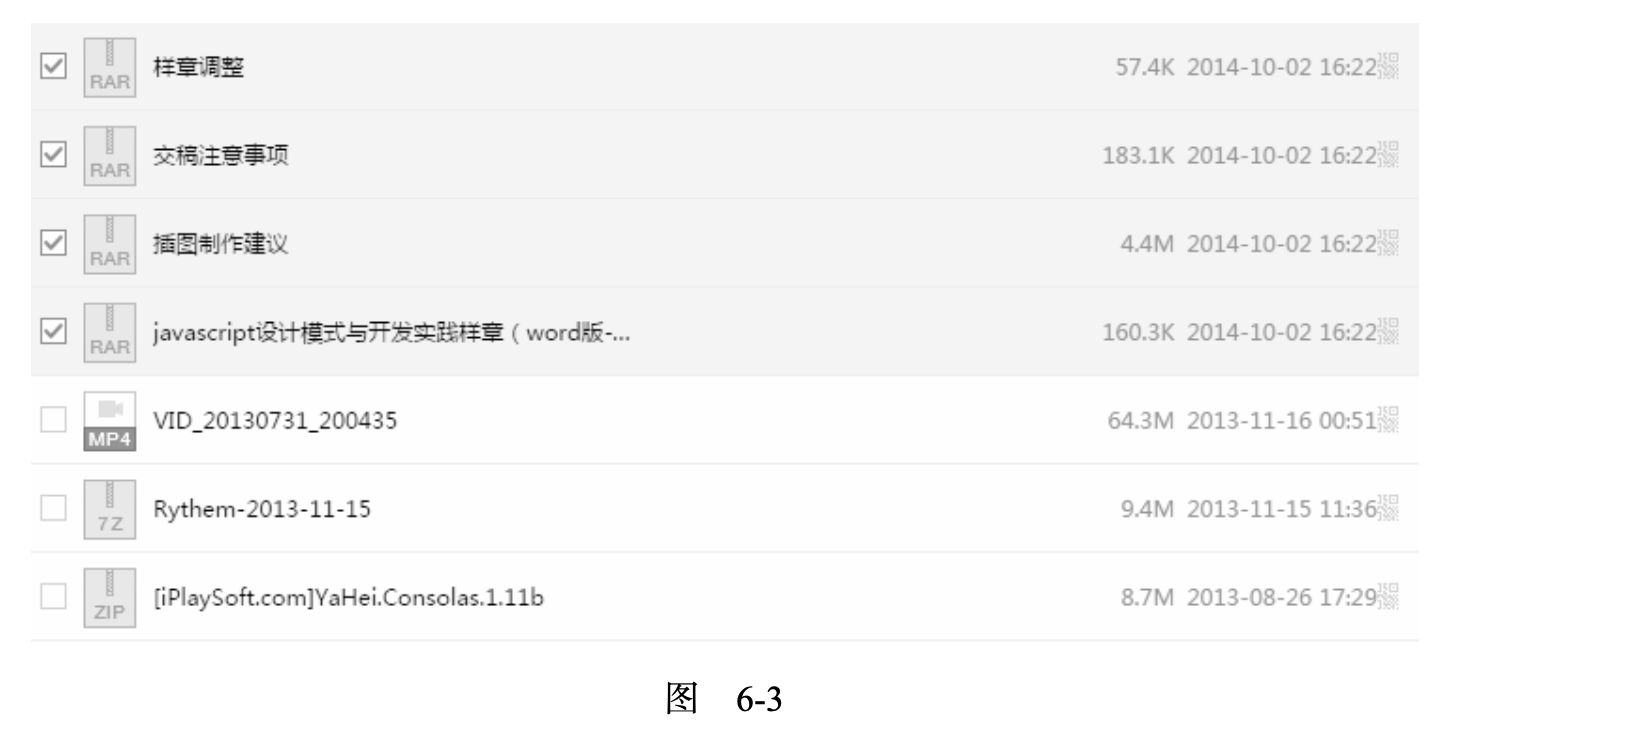 RAR 样章调整 57.4K 2014-10-02 16:22
RAR 交稿注意事项 183.1K 2014-10-02 16:22
RAR 插图制作建议 4.4M 2014-10-02 16:22
RAR javascript设计模式与开发实践样章（word版-... 160.3K 2014-10-02 16:22
MP4 VID_20130731_200435 64.3M 2013-11-16 00:51
7Z Rythem-2013-11-15 9.4M 2013-11-15 11:36
ZIP [iPlaySoft.com]YaHei.Consolas.1.11b 8.7M 2013-08-26 17:29
图 6-3